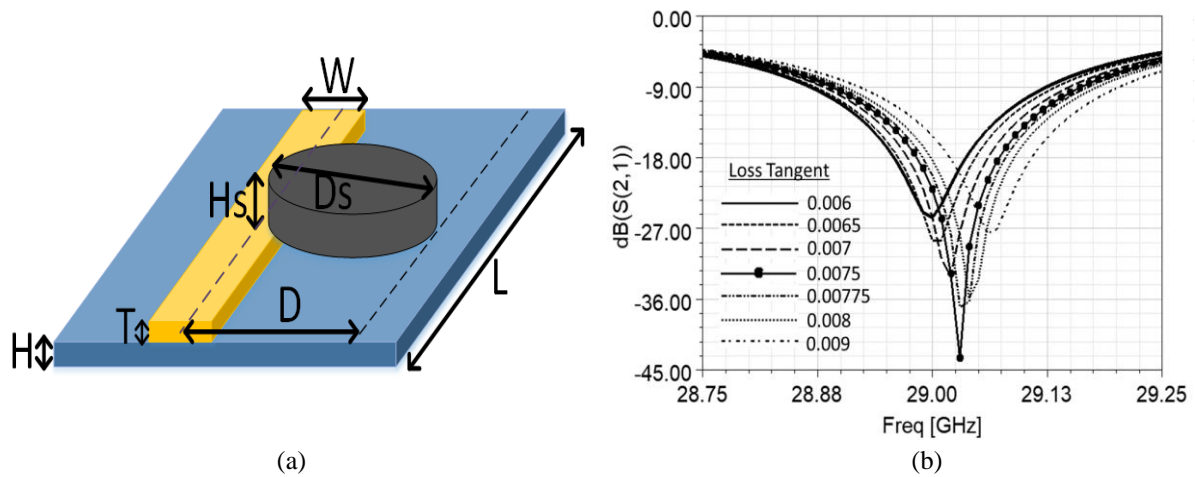 W
Hs
Ds
L
T
D
H
(a)
0.00
-9.00
-18.00
-27.00
-36.00
-45.00
dB(S(2,1))
Loss Tangent
0.006
0.0065
0.007
0.0075
0.00775
0.008
0.009
28.75 28.88 29.00 29.13 29.25
Freq [GHz]
(b)